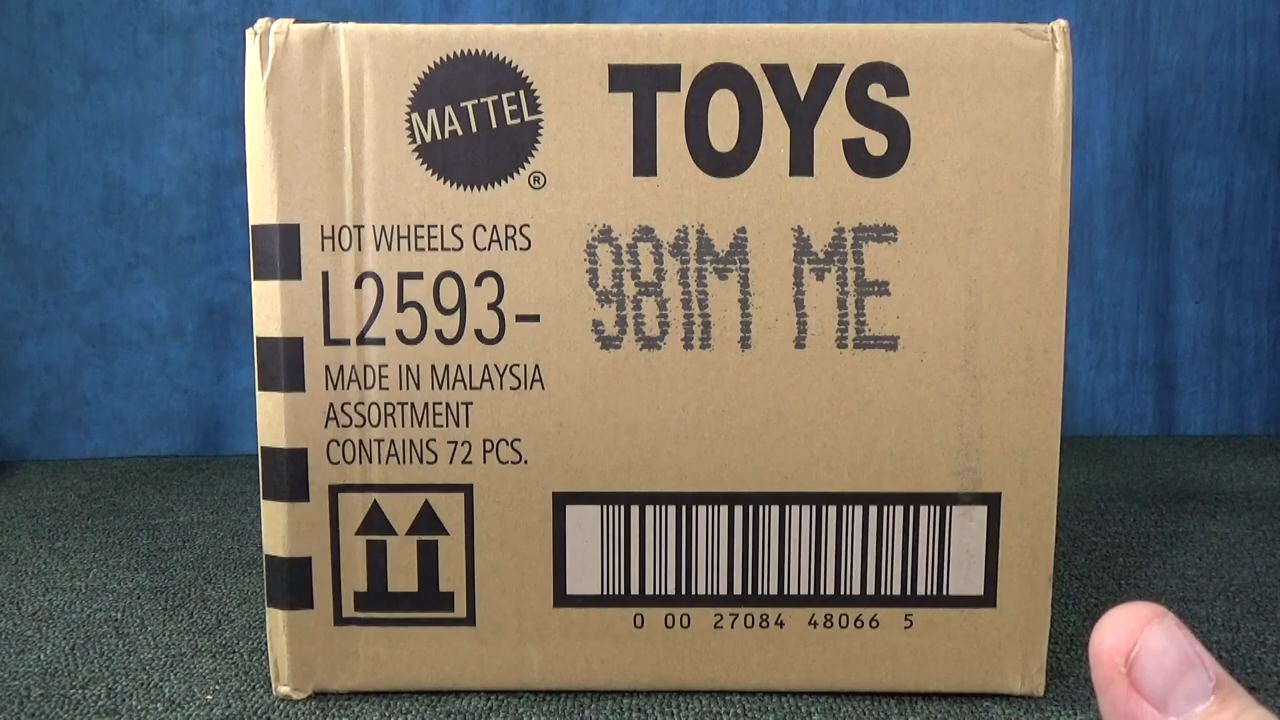 MATTEL ®
TOYS
HOT WHEELS CARS
L2593-
981M ME
MADE IN MALAYSIA
ASSORTMENT
CONTAINS 72 PCS.
0 00 27084 48066 5